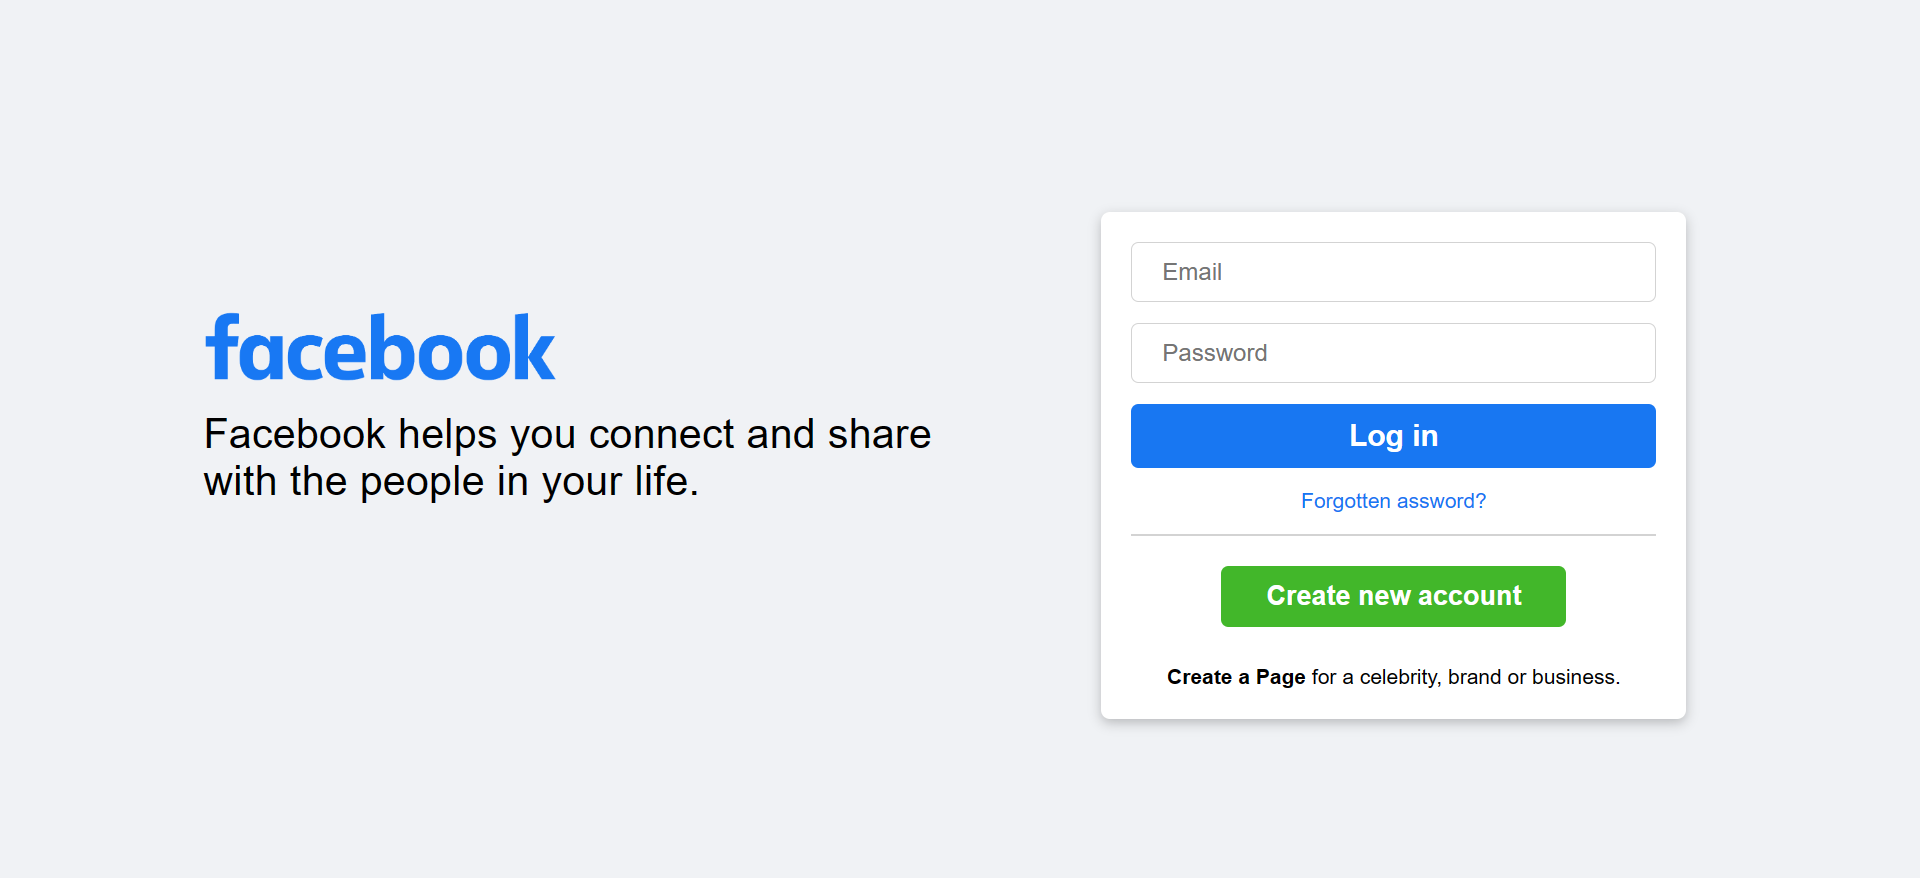 facebook
Facebook helps you connect and share
with the people in your life.
Email
Password
Log in
Forgotten assword?
Create new account
Create a Page for a celebrity, brand or business.